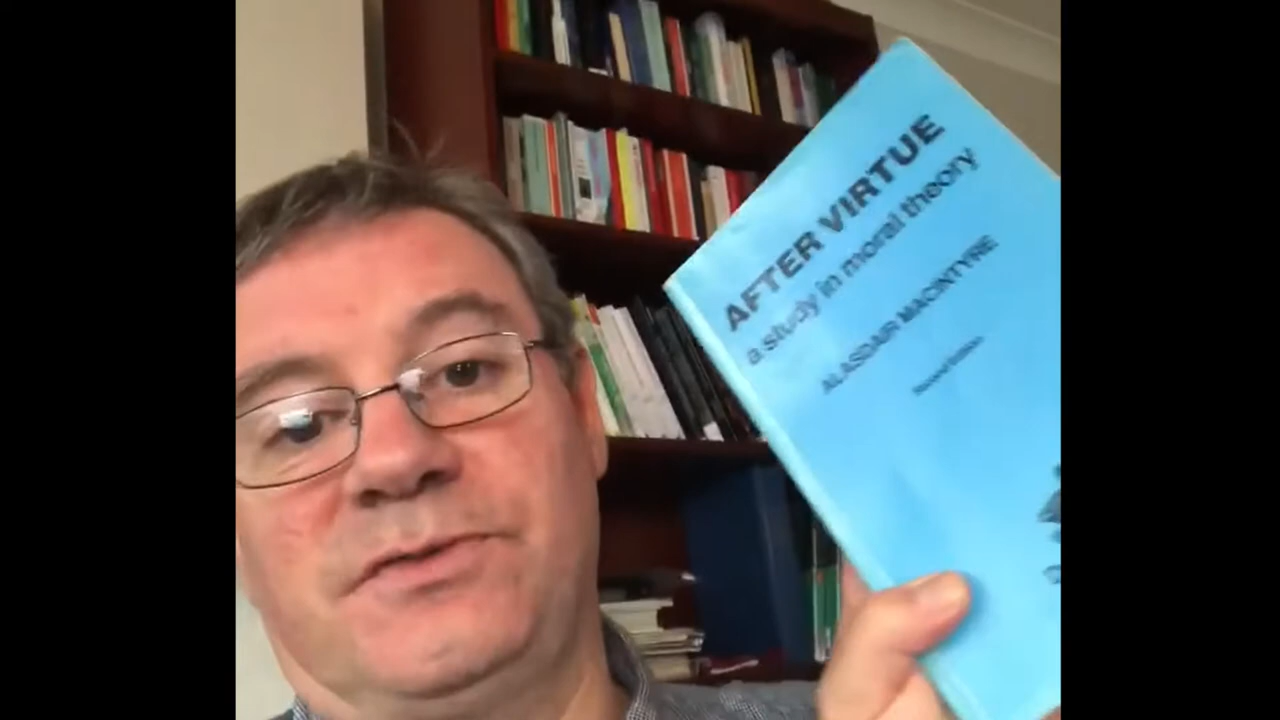 AFTER VIRTUE
a study in moral theory
ALASDAIR MACINTYRE
Second Edition